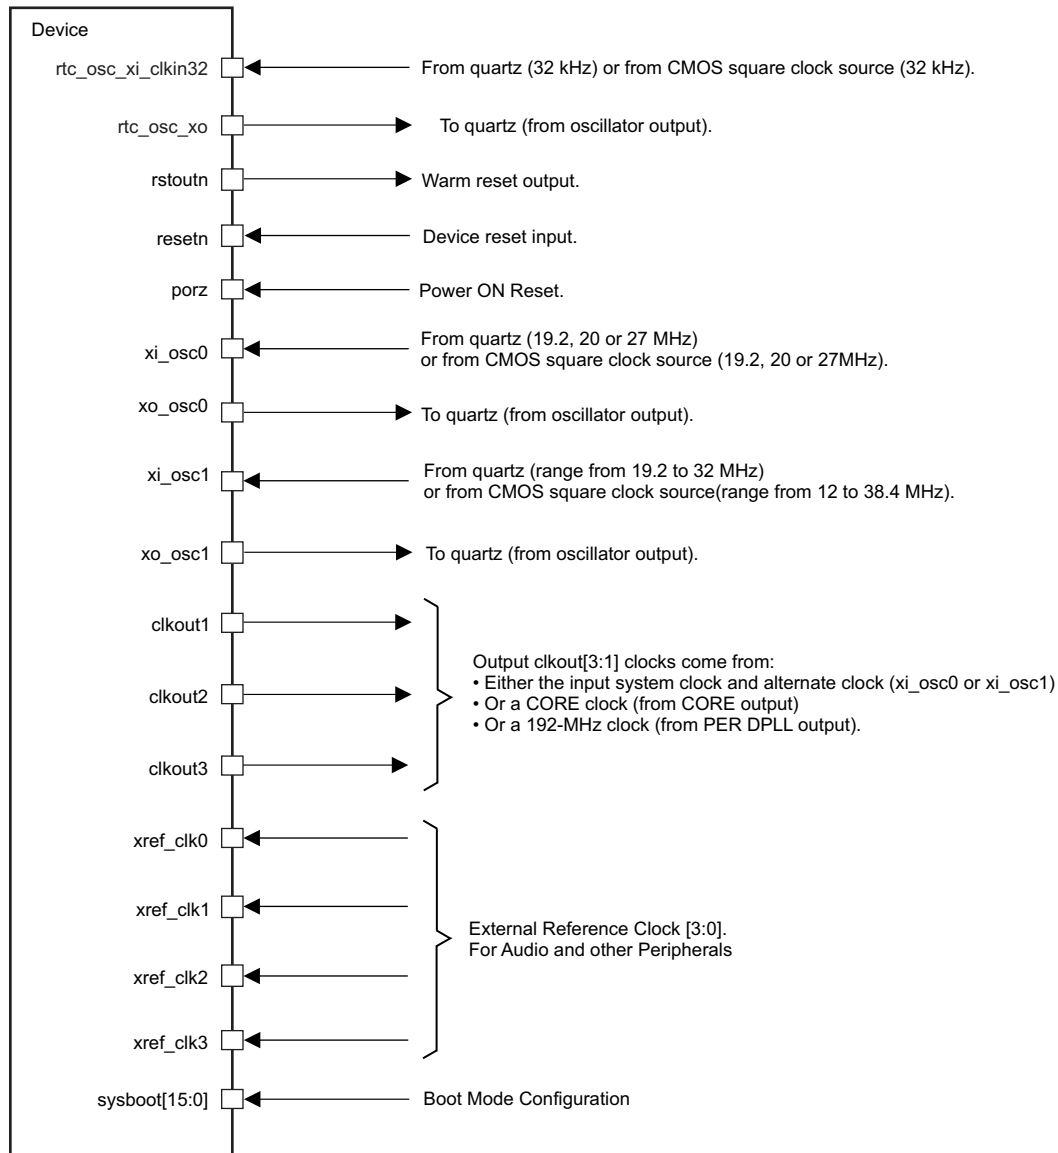 Device
rtc_osc_xi_clkin32
From quartz (32 kHz) or from CMOS square clock source (32 kHz).
rtc_osc_xo
To quartz (from oscillator output).
rstoutn
Warm reset output.
resetn
Device reset input.
porz
Power ON Reset.
xi_osc0
From quartz (19.2, 20 or 27 MHz)
or from CMOS square clock source (19.2, 20 or 27MHz).
xo_osc0
To quartz (from oscillator output).
xi_osc1
From quartz (range from 19.2 to 32 MHz)
or from CMOS square clock source(range from 12 to 38.4 MHz).
xo_osc1
To quartz (from oscillator output).
clkout1
clkout2
clkout3
Output clkout[3:1] clocks come from:
• Either the input system clock and alternate clock (xi_osc0 or xi_osc1)
• Or a CORE clock (from CORE output)
• Or a 192-MHz clock (from PER DPLL output).
xref_clk0
xref_clk1
xref_clk2
xref_clk3
External Reference Clock [3:0].
For Audio and other Peripherals
sysboot[15:0]
Boot Mode Configuration